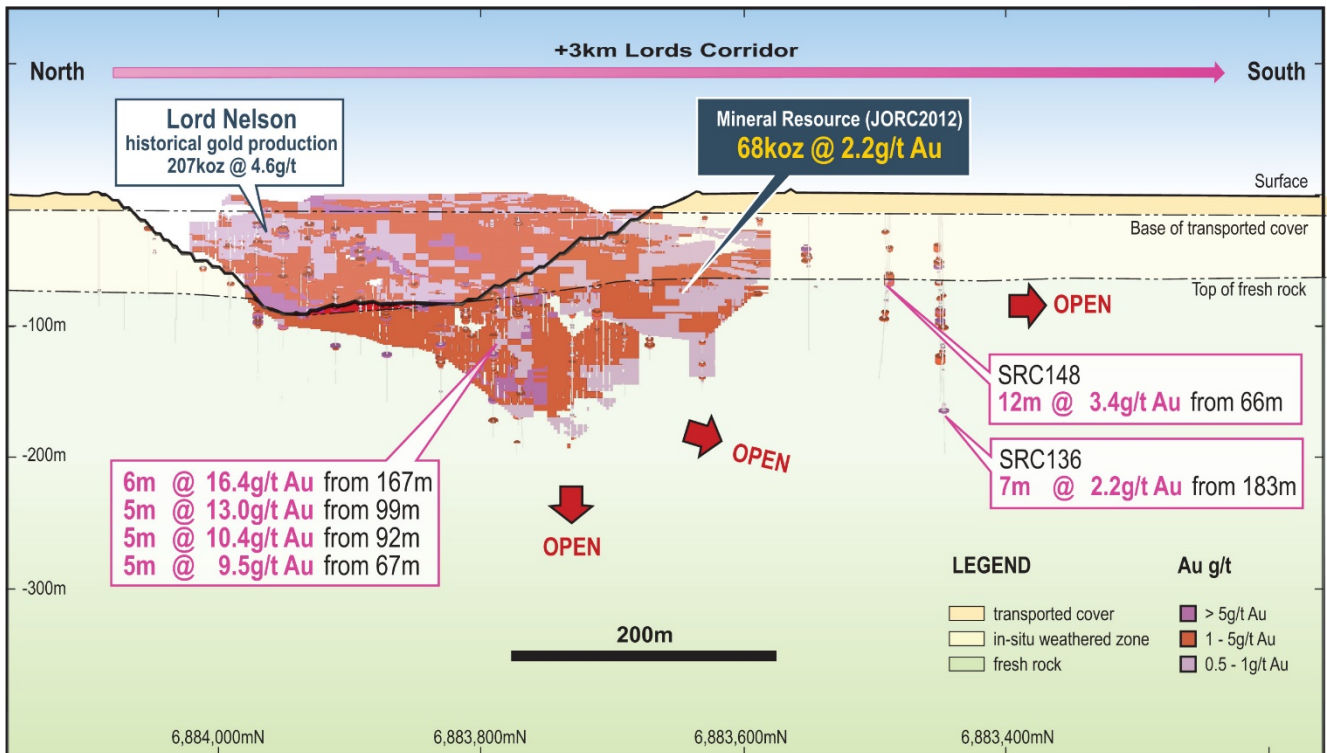 +3km Lords Corridor
North
South
Lord Nelson
historical gold production
207koz @ 4.6g/t
Mineral Resource (JORC2012)
68koz @ 2.2g/t Au
Surface
Base of transported cover
Top of fresh rock
-100m
OPEN
SRC148
12m @ 3.4g/t Au from 66m
-200m
OPEN
SRC136
7m @ 2.2g/t Au from 183m
6m @ 16.4g/t Au from 167m
5m @ 13.0g/t Au from 99m
5m @ 10.4g/t Au from 92m
5m @ 9.5g/t Au from 67m
OPEN
-300m
200m
LEGEND
transported cover
in-situ weathered zone
fresh rock
Au g/t
> 5g/t Au
1 - 5g/t Au
0.5 - 1g/t Au
6,884,000mN
6,883,800mN
6,883,600mN
6,883,400mN